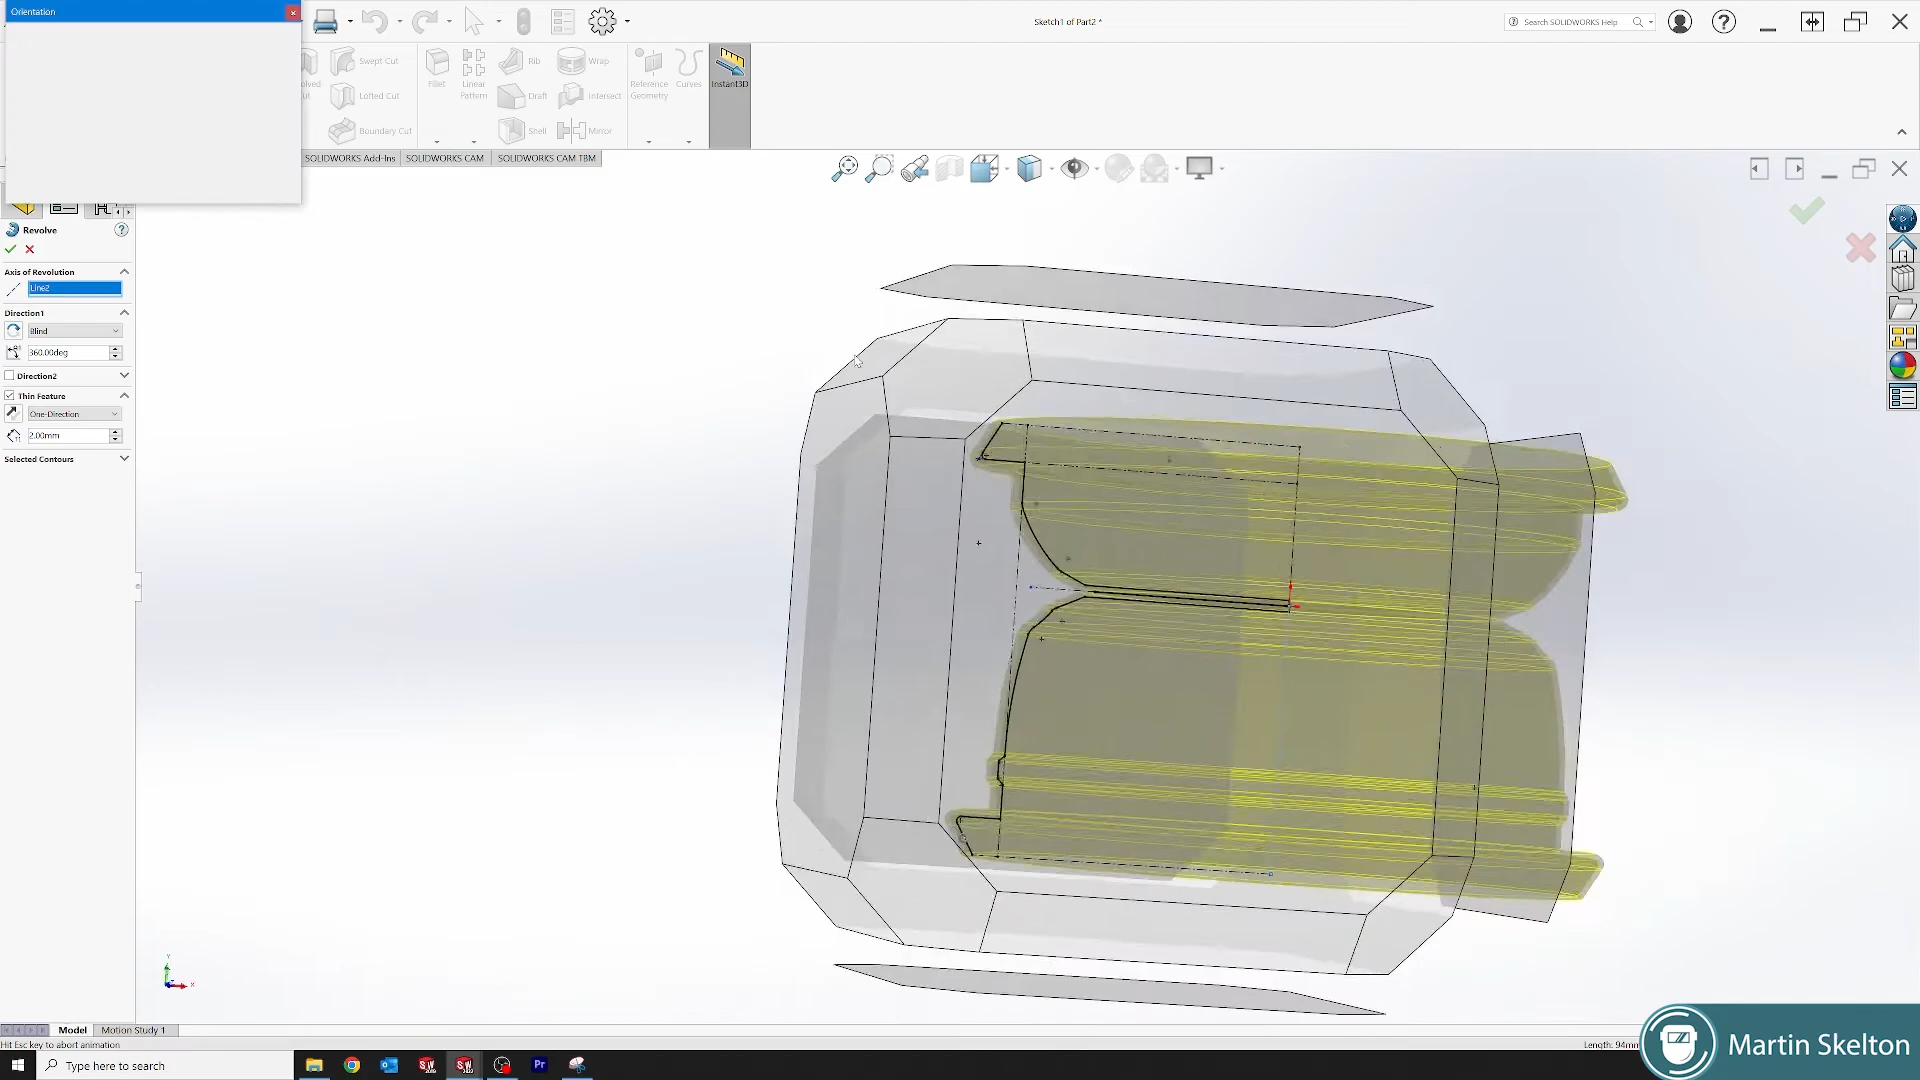 Orientation
Sketch1 of Part2 *
Search SOLIDWORKS Help
Swept Cut
Lofted Cut
Boundary Cut
Fillet
Linear
Pattern
Rib
Draft
Shell
Wrap
Intersect
Mirror
Reference
Geometry
Curves
Instant3D
SOLIDWORKS Add-Ins
SOLIDWORKS CAM
SOLIDWORKS CAM TBM
Revolve
Axis of Revolution
Line2
Direction1
Blind
360.00deg
Direction2
Thin Feature
One-Direction
2.00mm
Selected Contours
Y
X
Model
Motion Study 1
Hit Esc key to abort animation
Length: 94mm
Type here to search
Martin Skelton